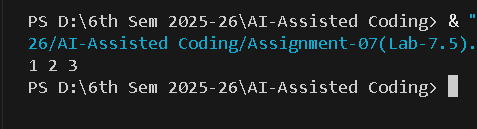 PS D:\6th Sem 2025-26\AI-Assisted Coding> & "
26/AI-Assisted Coding/Assignment-07(Lab-7.5).
1 2 3
PS D:\6th Sem 2025-26\AI-Assisted Coding>